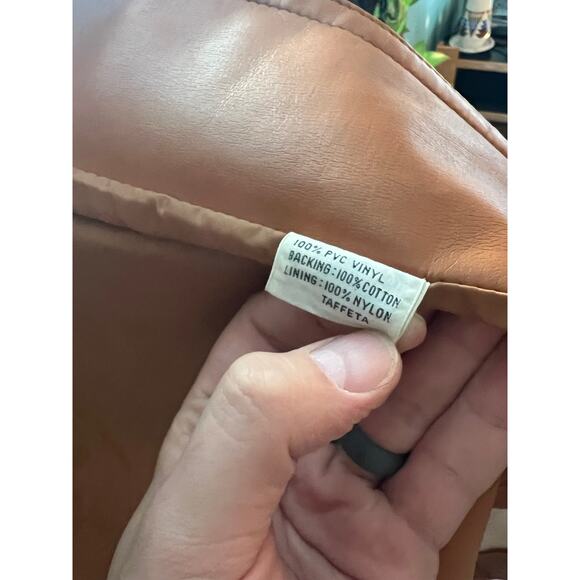 100% PVC VINYL
BACKING:100% COTTON
LINING:100% NYLON
TAFFETA